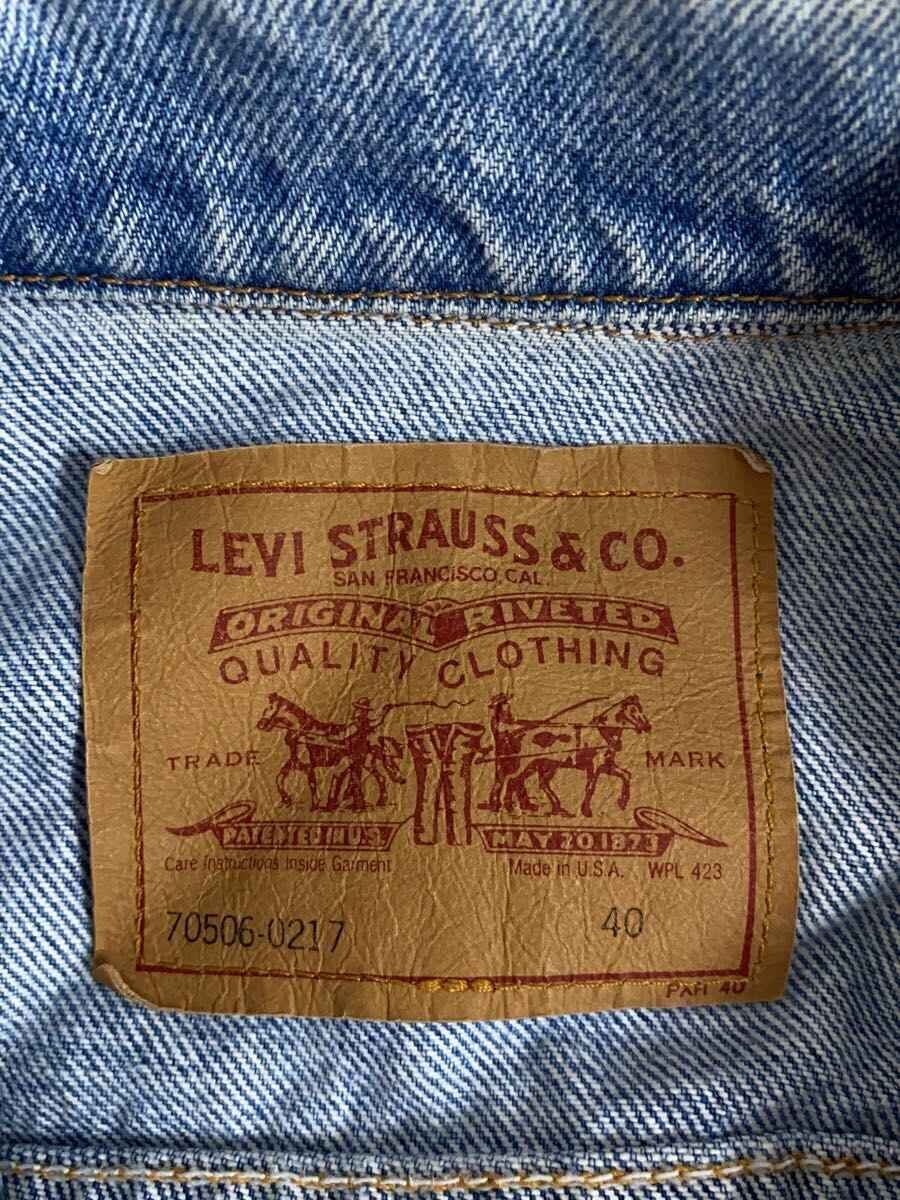 LEVI STRAUSS & CO.
SAN FRANCISCO, CAL.
ORIGINAL RIVETED
QUALITY CLOTHING
TRADE MARK
PATENTED IN U.S. MAY 20 1873
Care Instructions Inside Garment Made in U.S.A. WPL 423
70506-0217 40